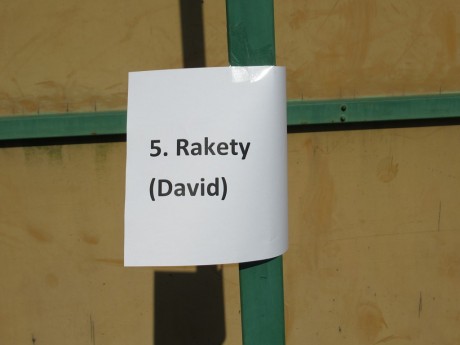 5. Rakety
(David)